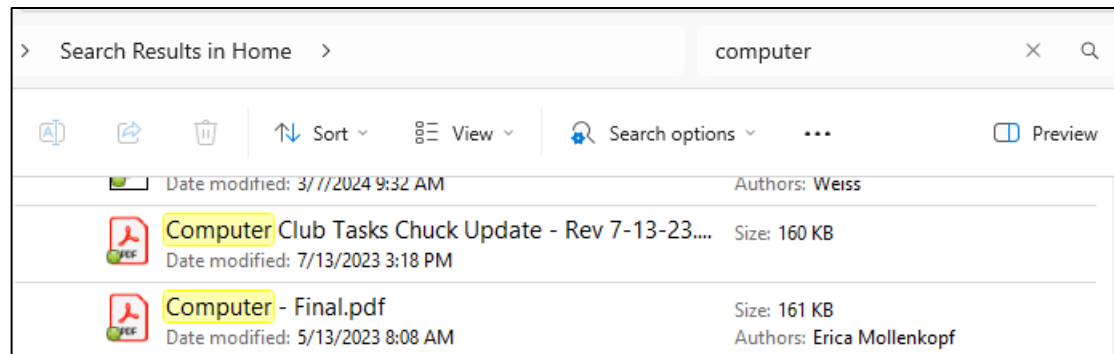 Search Results in Home
computer
Sort View Search options ... Preview
Date modified: 3/7/2024 9:32 AM Authors: Weiss
Computer Club Tasks Chuck Update - Rev 7-13-23.... Size: 160 KB
Date modified: 7/13/2023 3:18 PM
Computer - Final.pdf Size: 161 KB
Date modified: 5/13/2023 8:08 AM Authors: Erica Mollenkopf
PDF
PDF